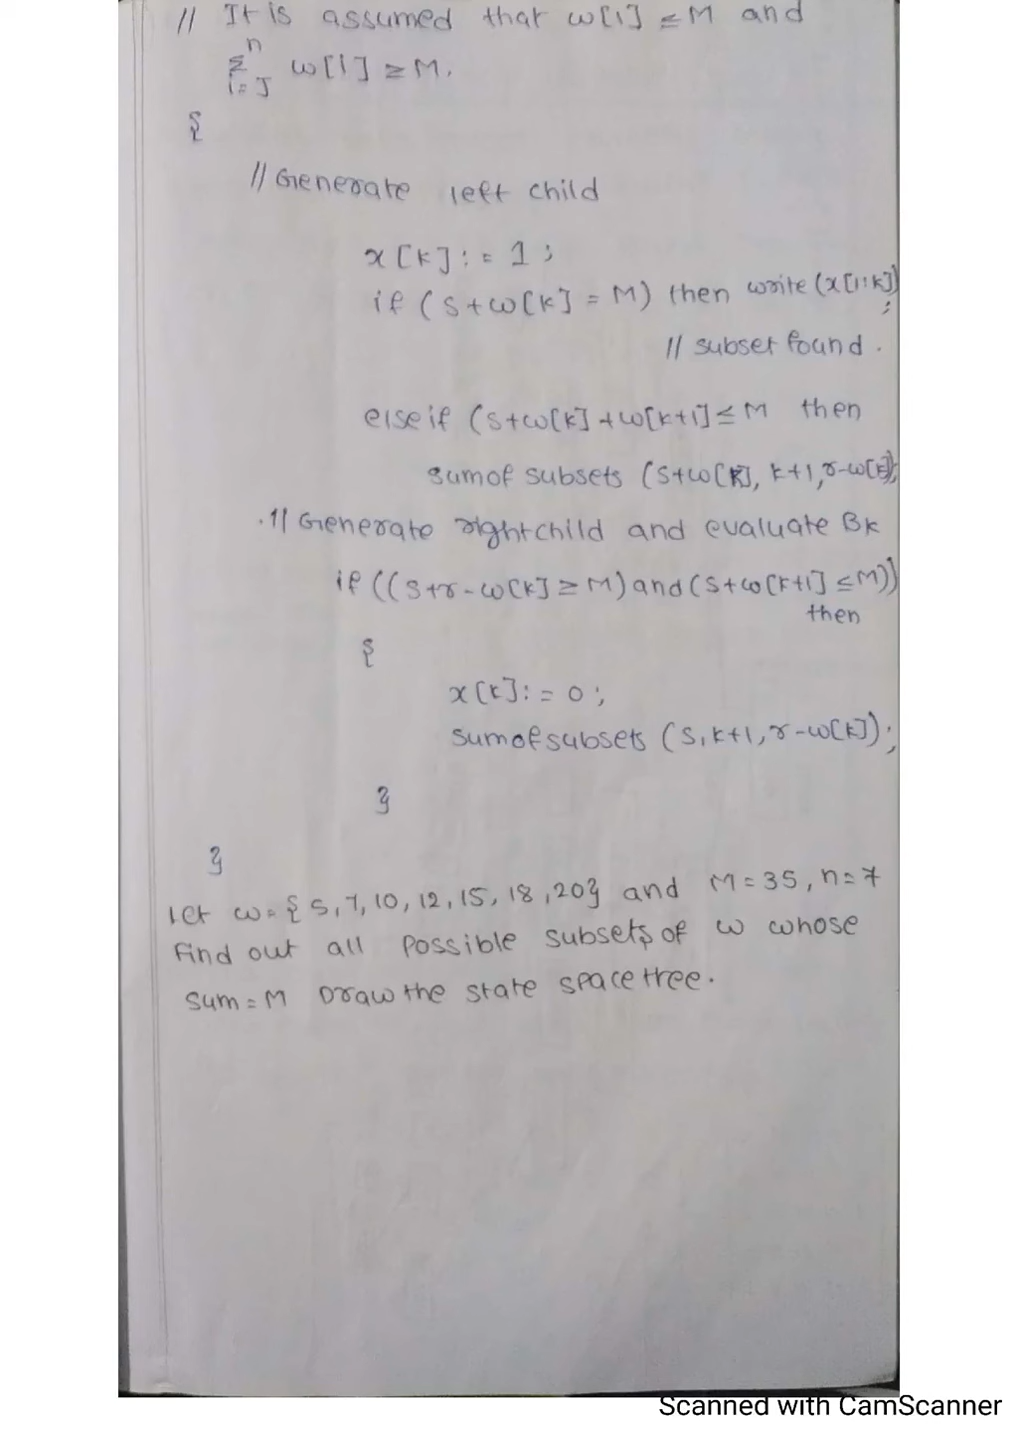 // It is assumed that w[1] ≤ M and
n
Σ w[1] ≥ M.
i=J
{
// Generate left child
x[k] := 1;
if (s+w[k] = M) then write (x[1:k])
;
// subset found.
else if (s+w[k] + w[k+1] ≤ M then
sum of subsets (s+w[k], k+1, r-w[k]);
// Generate rightchild and evaluate Bk
if ((s+r-w[k] ≥ M) and (s+w[k+1] ≤ M))
then
{
x[k] := 0;
sumofsubsets (s, k+1, r-w[k]);
}
}
Let w = {5, 7, 10, 12, 15, 18, 20} and M = 35, n = 7
Find out all possible subsets of w whose
sum = M Draw the state space tree.
Scanned with CamScanner